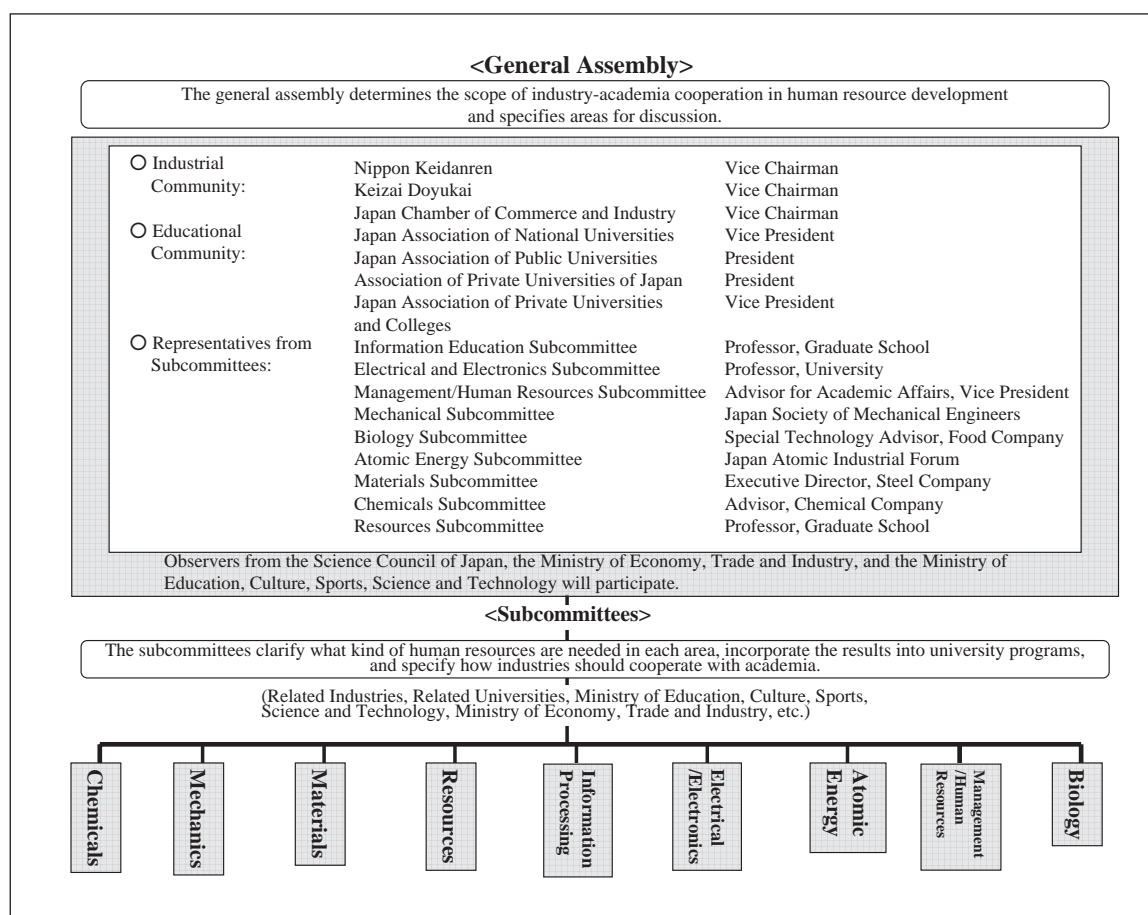 <General Assembly>
The general assembly determines the scope of industry-academia cooperation in human resource development
and specifies areas for discussion.
Industrial Community:
Nippon Keidanren Vice Chairman
Keizai Doyukai Vice Chairman
Japan Chamber of Commerce and Industry Vice Chairman
Educational Community:
Japan Association of National Universities Vice President
Japan Association of Public Universities President
Association of Private Universities of Japan President
Japan Association of Private Universities and Colleges Vice President
Representatives from Subcommittees:
Information Education Subcommittee Professor, Graduate School
Electrical and Electronics Subcommittee Professor, University
Management/Human Resources Subcommittee Advisor for Academic Affairs, Vice President
Mechanical Subcommittee Japan Society of Mechanical Engineers
Biology Subcommittee Special Technology Advisor, Food Company
Atomic Energy Subcommittee Japan Atomic Industrial Forum
Materials Subcommittee Executive Director, Steel Company
Chemicals Subcommittee Advisor, Chemical Company
Resources Subcommittee Professor, Graduate School
Observers from the Science Council of Japan, the Ministry of Economy, Trade and Industry, and the Ministry of
Education, Culture, Sports, Science and Technology will participate.
<Subcommittees>
The subcommittees clarify what kind of human resources are needed in each area, incorporate the results into university programs,
and specify how industries should cooperate with academia.
(Related Industries, Related Universities, Ministry of Education, Culture, Sports,
Science and Technology, Ministry of Economy, Trade and Industry, etc.)
Chemicals
Mechanics
Materials
Resources
Information
Processing
Electrical
/Electronics
Atomic
Energy
Management
/Human
Resources
Biology